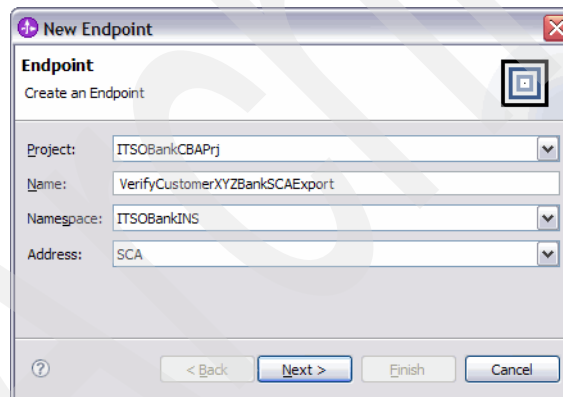 New Endpoint
Endpoint
Create an Endpoint
Project: ITSOBankCBAPrj
Name: VerifyCustomerXYZBankSCAExport
Namespace: ITSOBankINS
Address: SCA
< Back Next > Finish Cancel